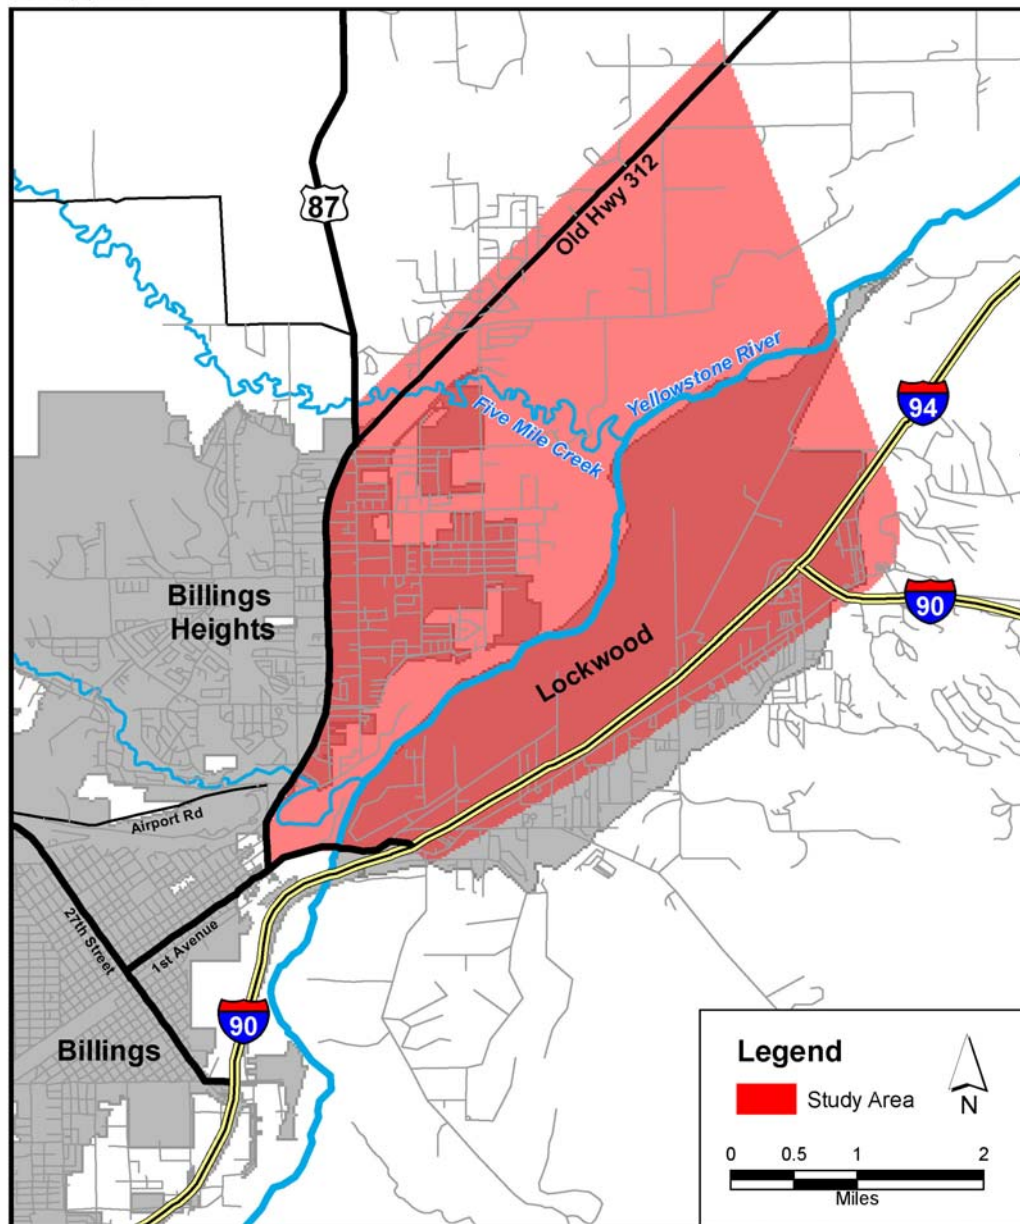 87
Old Hwy 312
Yellowstone River
94
Five Mile Creek
Billings
Heights
90
Lockwood
Airport Rd
27th Street
1st Avenue
90
Billings
Legend
Study Area
N
0 0.5 1 2
Miles